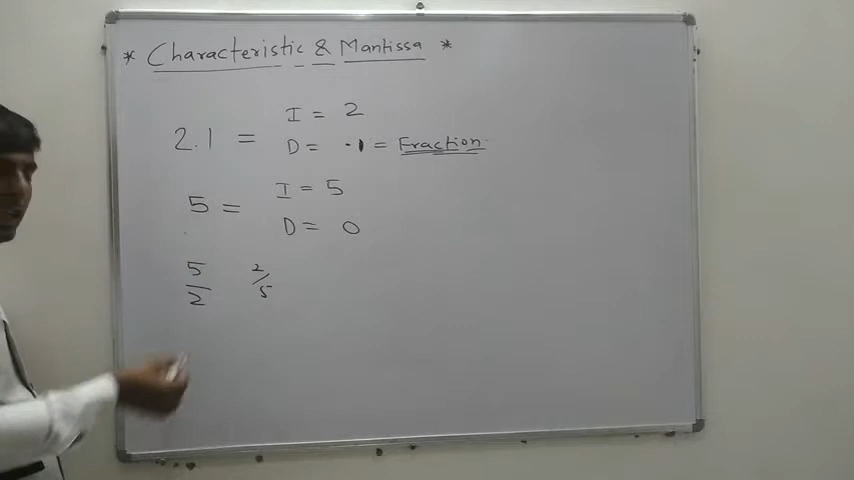 * Characteristic & Mantissa *
I = 2
2.1 =
D = .1 = Fraction
I = 5
5 =
D = 0
5/2 2/5